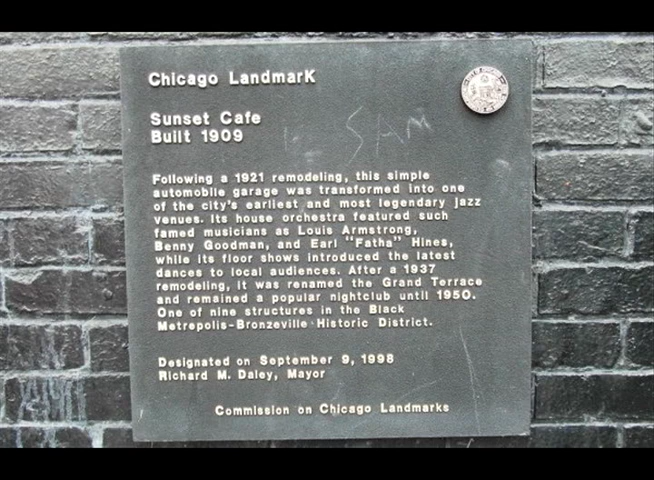 Chicago Landmark
Sunset Cafe
Built 1909
SAM
Following a 1921 remodeling, this simple
automobile garage was transformed into one
of the city's earliest and most legendary jazz
venues. Its house orchestra featured such
famed musicians as Louis Armstrong,
Benny Goodman, and Earl "Fatha" Hines,
while its floor shows introduced the latest
dances to local audiences. After a 1937
remodeling, it was renamed the Grand Terrace
and remained a popular nightclub until 1950.
One of nine structures in the Black
Metropolis-Bronzeville Historic District.
Designated on September 9, 1998
Richard M. Daley, Mayor
Commission on Chicago Landmarks